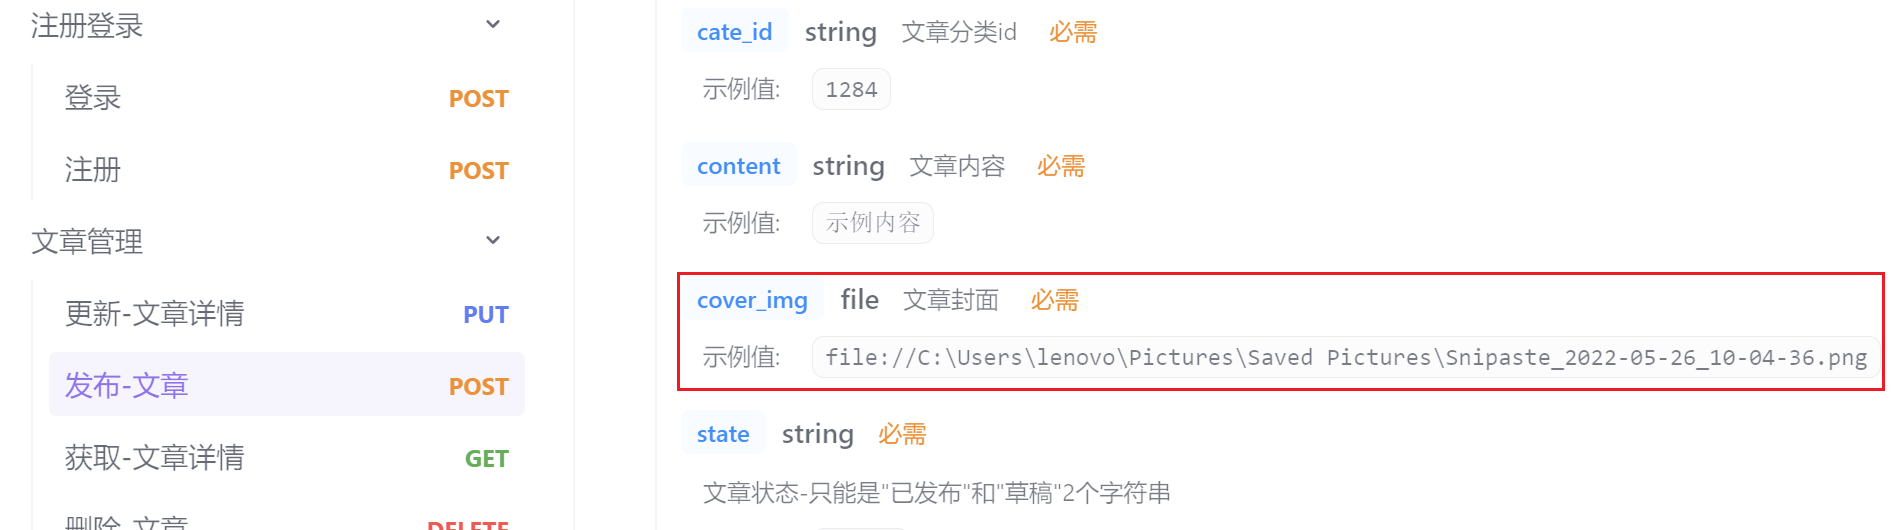 注册登录
登录 POST
注册 POST
文章管理
更新-文章详情 PUT
发布-文章 POST
获取-文章详情 GET
删除-文章 DELETE
cate_id string 文章分类id 必需
示例值: 1284
content string 文章内容 必需
示例值: 示例内容
cover_img file 文章封面 必需
示例值: file://C:\Users\lenovo\Pictures\Saved Pictures\Snipaste_2022-05-26_10-04-36.png
state string 必需
文章状态-只能是"已发布"和"草稿"2个字符串